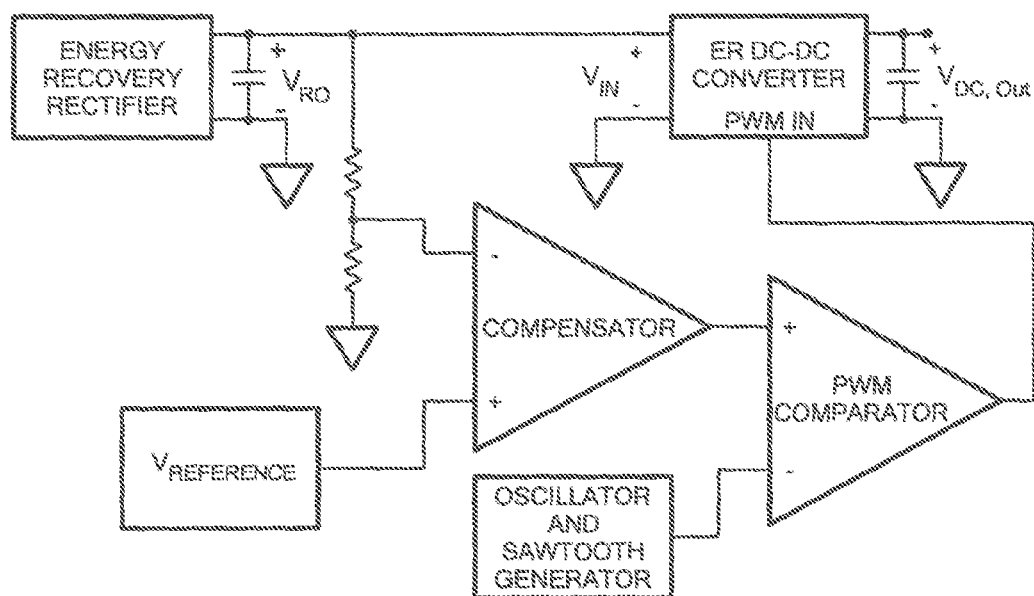 ENERGY
RECOVERY
RECTIFIER
+
V_RO
-
+
V_IN
-
ER DC-DC
CONVERTER
PWM IN
+
V_DC, Out
-
-
COMPENSATOR
+
+
PWM
COMPARATOR
-
V_REFERENCE
OSCILLATOR
AND
SAWTOOTH
GENERATOR